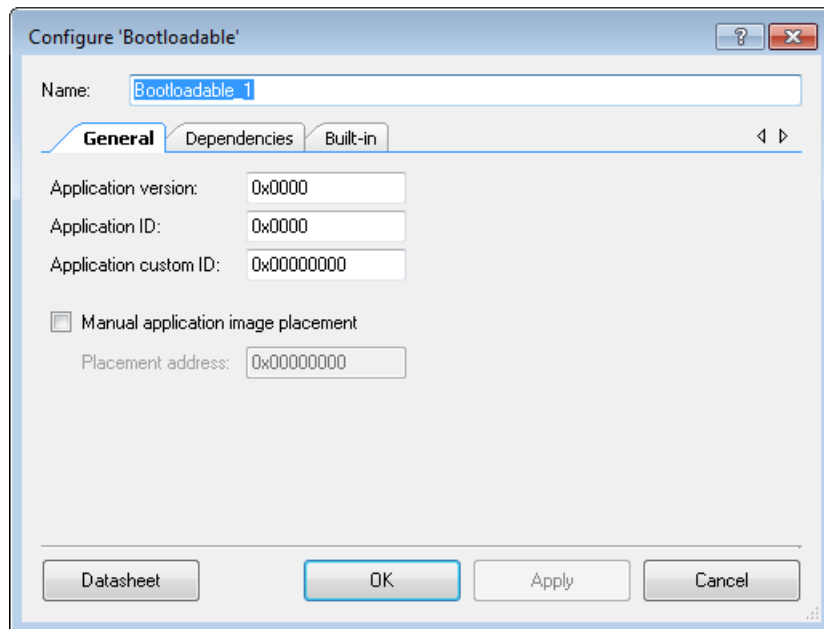 Configure 'Bootloadable'
?
Name: Bootloadable_1
General Dependencies Built-in
Application version: 0x0000
Application ID: 0x0000
Application custom ID: 0x00000000
Manual application image placement
Placement address: 0x00000000
Datasheet OK Apply Cancel